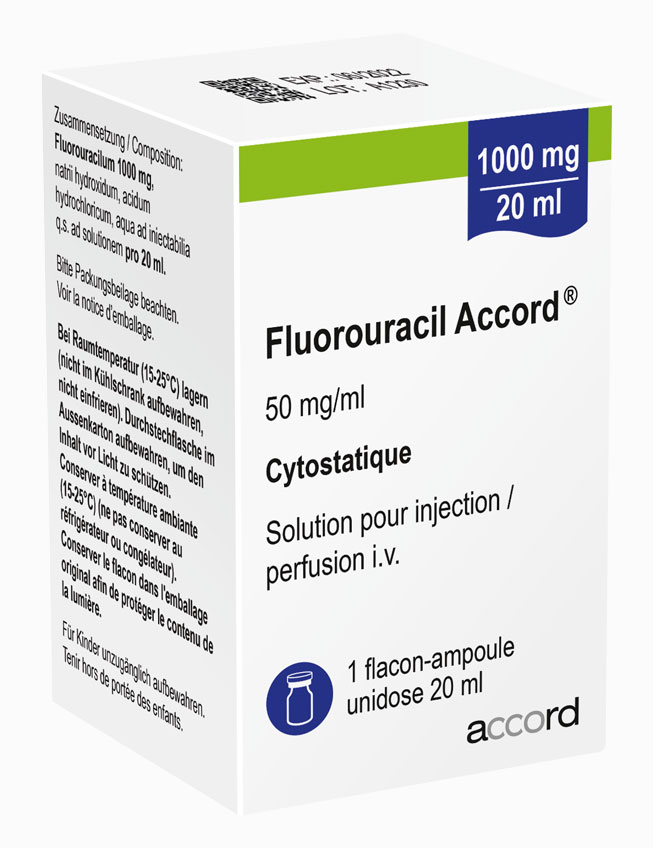 EXP.: 06/2022
LOT: A1230
Zusammensetzung / Composition:
Fluorouracilum 1000 mg,
natrii hydroxidum, acidum
hydrochloricum, aqua ad iniectabilia
q.s. ad solutionem pro 20 ml.
Bitte Packungsbeilage beachten.
Voir la notice d'emballage.
Bei Raumtemperatur (15-25°C) lagern
(nicht im Kühlschrank aufbewahren,
nicht einfrieren). Durchstechflasche im
Aussenkarton aufbewahren, um den
Inhalt vor Licht zu schützen.
Conserver à température ambiante
(15-25°C) (ne pas conserver au
réfrigérateur ou congélateur).
Conserver le flacon dans l'emballage
original afin de protéger le contenu de
la lumière.
Für Kinder unzugänglich aufbewahren.
Tenir hors de portée des enfants.
1000 mg
20 ml
Fluorouracil Accord®
50 mg/ml
Cytostatique
Solution pour injection /
perfusion i.v.
1 flacon-ampoule
unidose 20 ml
accord